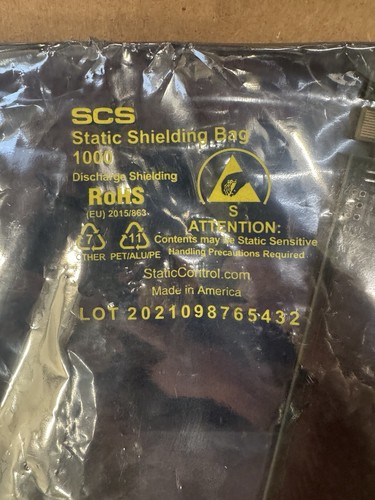 SCS
Static Shielding Bag
1000
Discharge Shielding
RoHS
(EU) 2015/863
S
ATTENTION:
Contents may be Static Sensitive
Handling Precautions Required
7
OTHER
11
PET/ALU/PE
StaticControl.com
Made in America
LOT 2021098765432